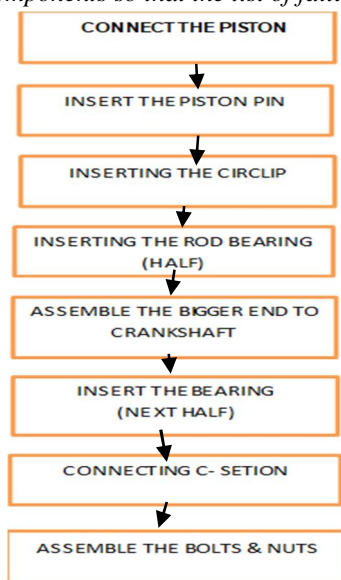 CONNECT THE PISTON
INSERT THE PISTON PIN
INSERTING THE CIRCLIP
INSERTING THE ROD BEARING
(HALF)
ASSEMBLE THE BIGGER END TO
CRANKSHAFT
INSERT THE BEARING
(NEXT HALF)
CONNECTING C- SETION
ASSEMBLE THE BOLTS & NUTS